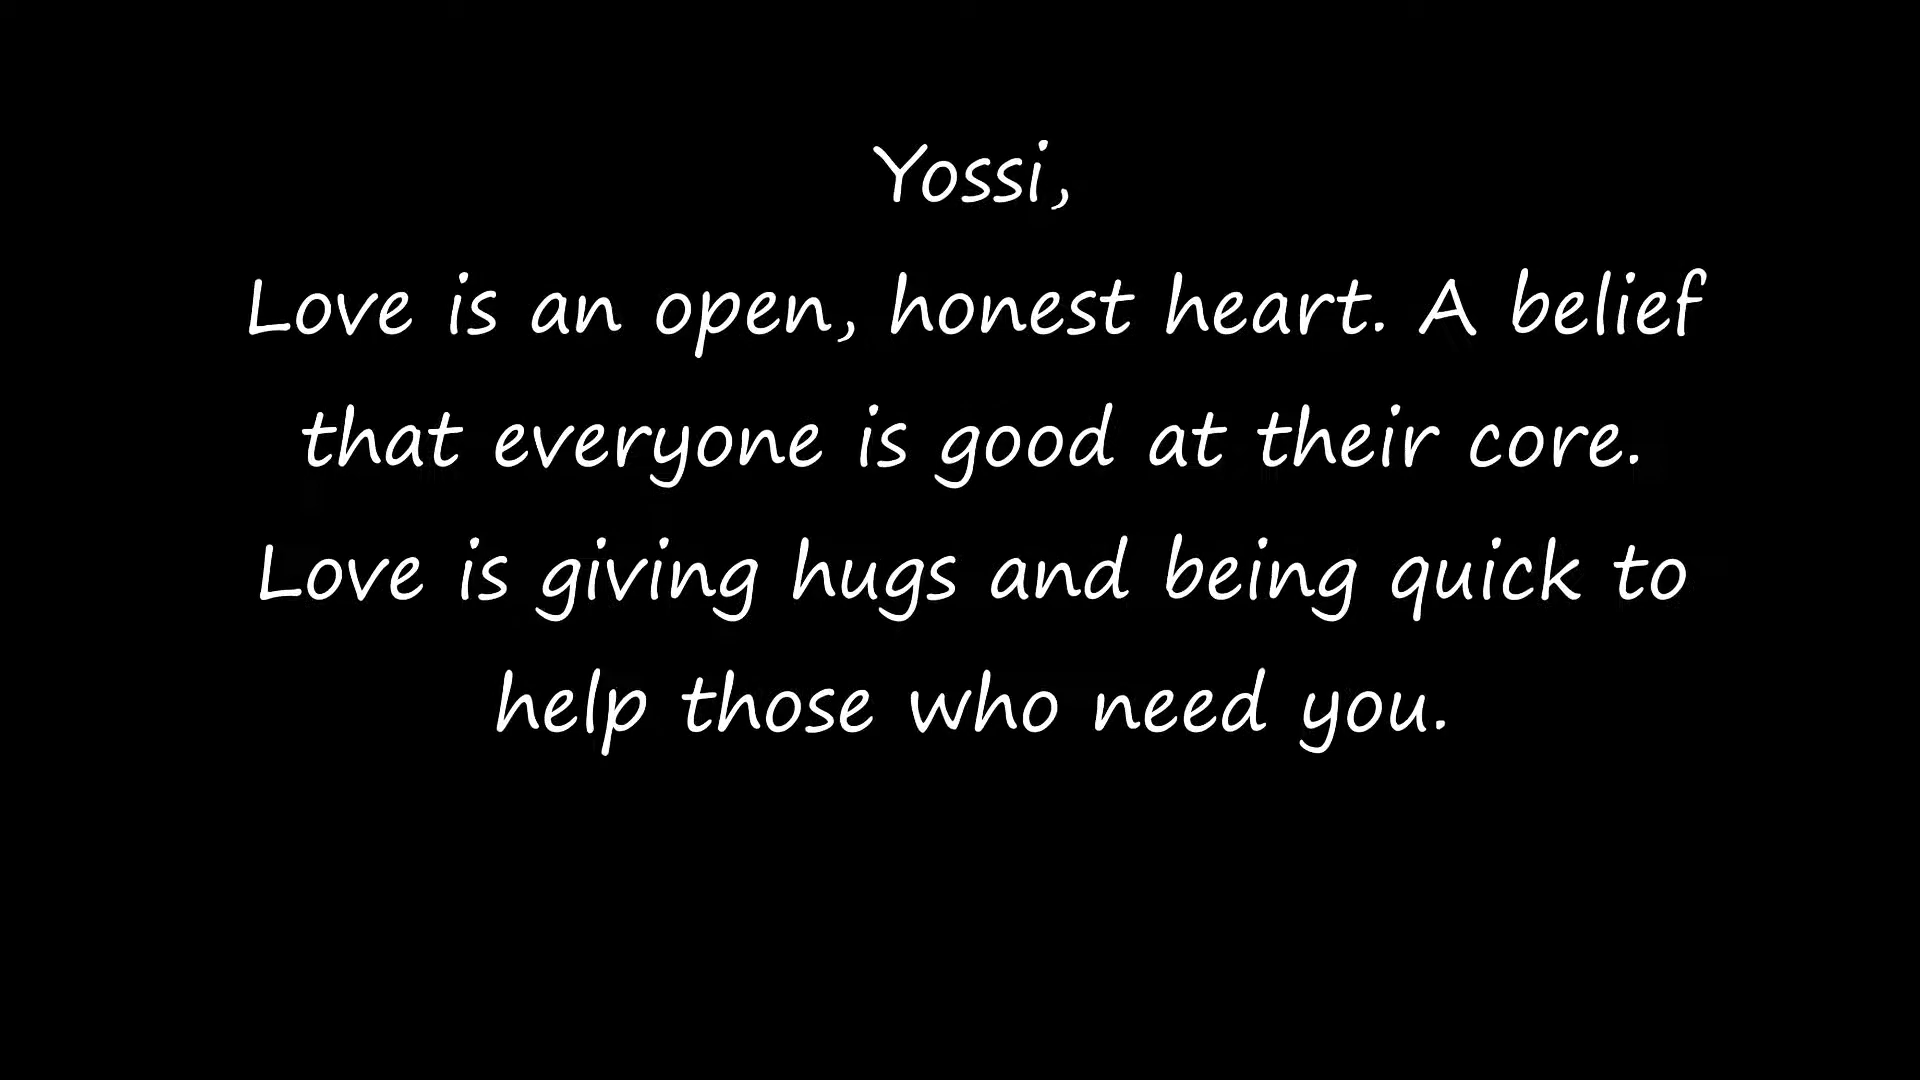 Yossi,
Love is an open, honest heart. A belief
that everyone is good at their core.
Love is giving hugs and being quick to
help those who need you.